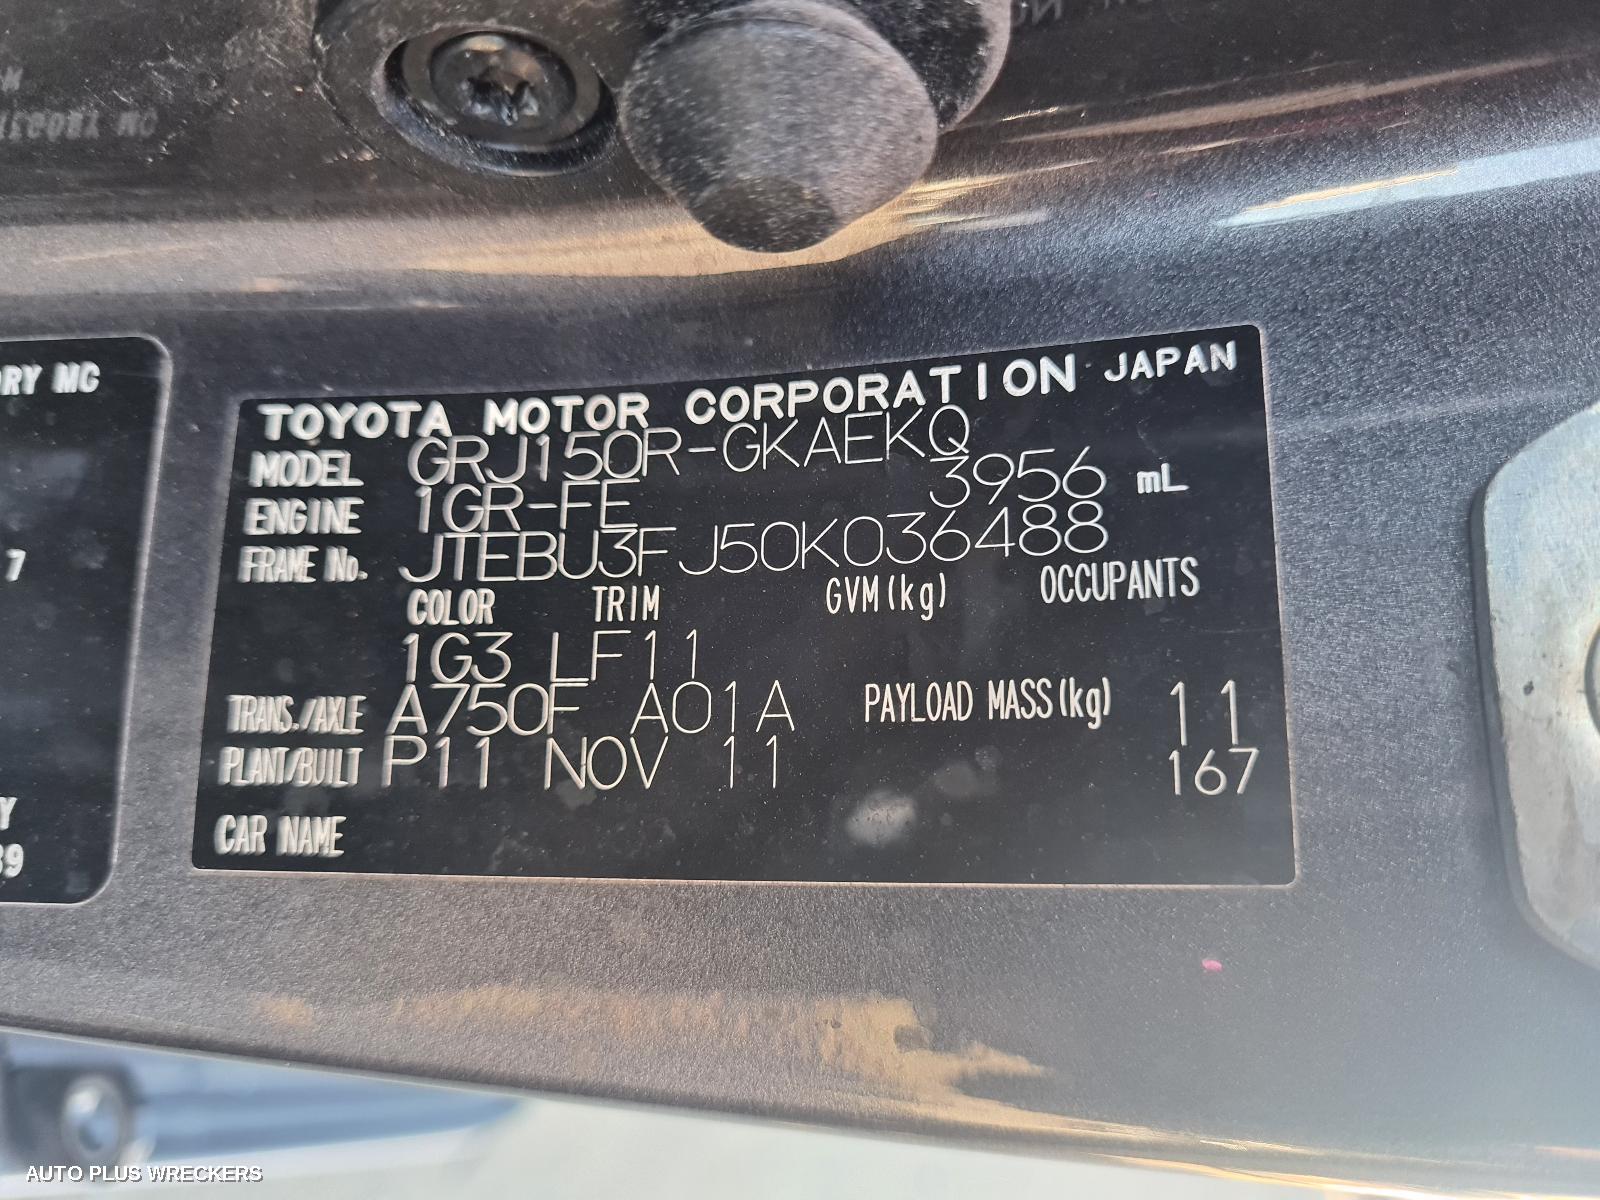 ORY MC
7
Y
39
TOYOTA MOTOR CORPORATION JAPAN
MODEL GRJ150R-GKAEKQ
ENGINE 1GR-FE 3956 mL
FRAME No. JTEBU3FJ50K036488
COLOR TRIM GVM(kg) OCCUPANTS
1G3 LF11
TRANS./AXLE A750F A01A PAYLOAD MASS(kg) 11
PLANT/BUILT P11 NOV 11 167
CAR NAME
AUTO PLUS WRECKERS